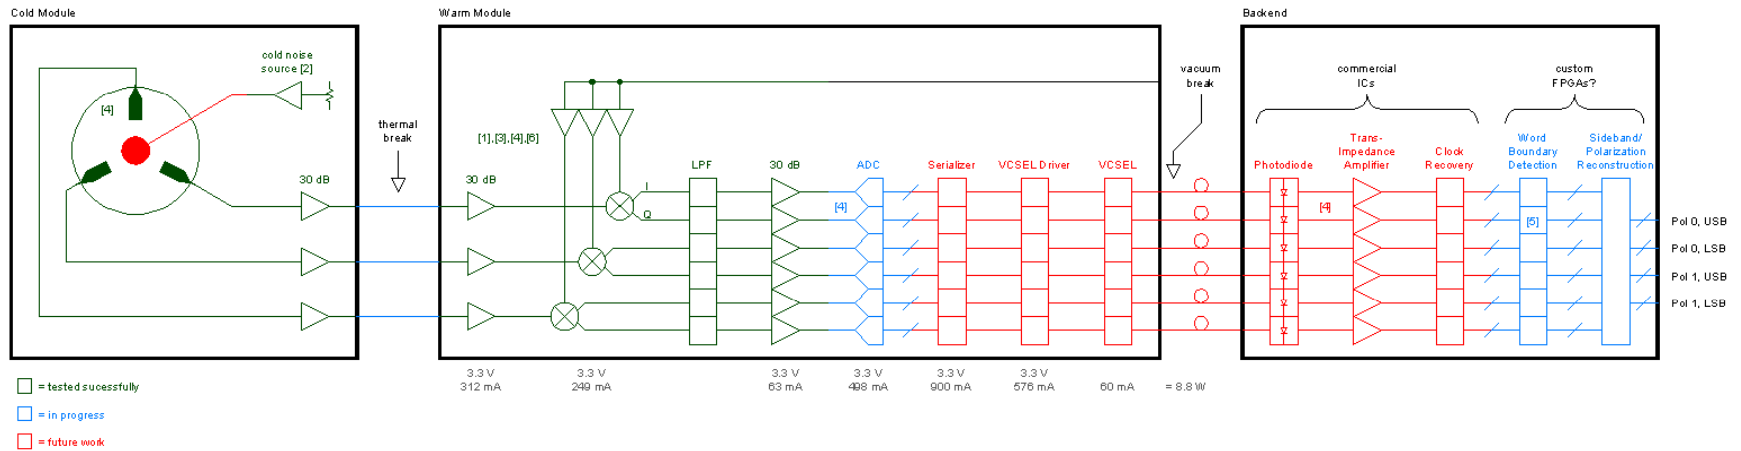 Cold Module
Warm Module
Backend
cold noise
source [2]
[4]
30 dB
thermal
break
[1],[3],[4],[6]
30 dB
I
Q
LPF
30 dB
ADC
[4]
Serializer
VCSEL Driver
VCSEL
vacuum
break
commercial
ICs
custom
FPGAs?
Photodiode
Trans-
Impedance
Amplifier
[4]
Clock
Recovery
Word
Boundary
Detection
[5]
Sideband/
Polarization
Reconstruction
Pol 0, USB
Pol 0, LSB
Pol 1, USB
Pol 1, LSB
3.3 V
312 mA
3.3 V
249 mA
3.3 V
63 mA
3.3 V
498 mA
3.3 V
900 mA
3.3 V
576 mA
60 mA
= 8.8 W
= tested sucessfully
= in progress
= future work